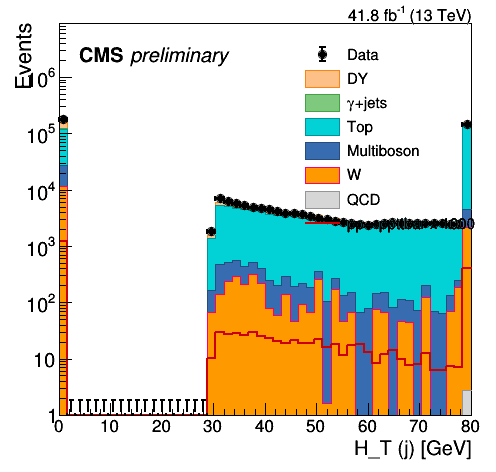 41.8 fb⁻¹ (13 TeV)
Events
CMS preliminary
Data
DY
γ+jets
Top
Multiboson
W
QCD
10⁶
10⁵
10⁴
10³
10²
10
1
0 10 20 30 40 50 60 70 80
H_T (j) [GeV]